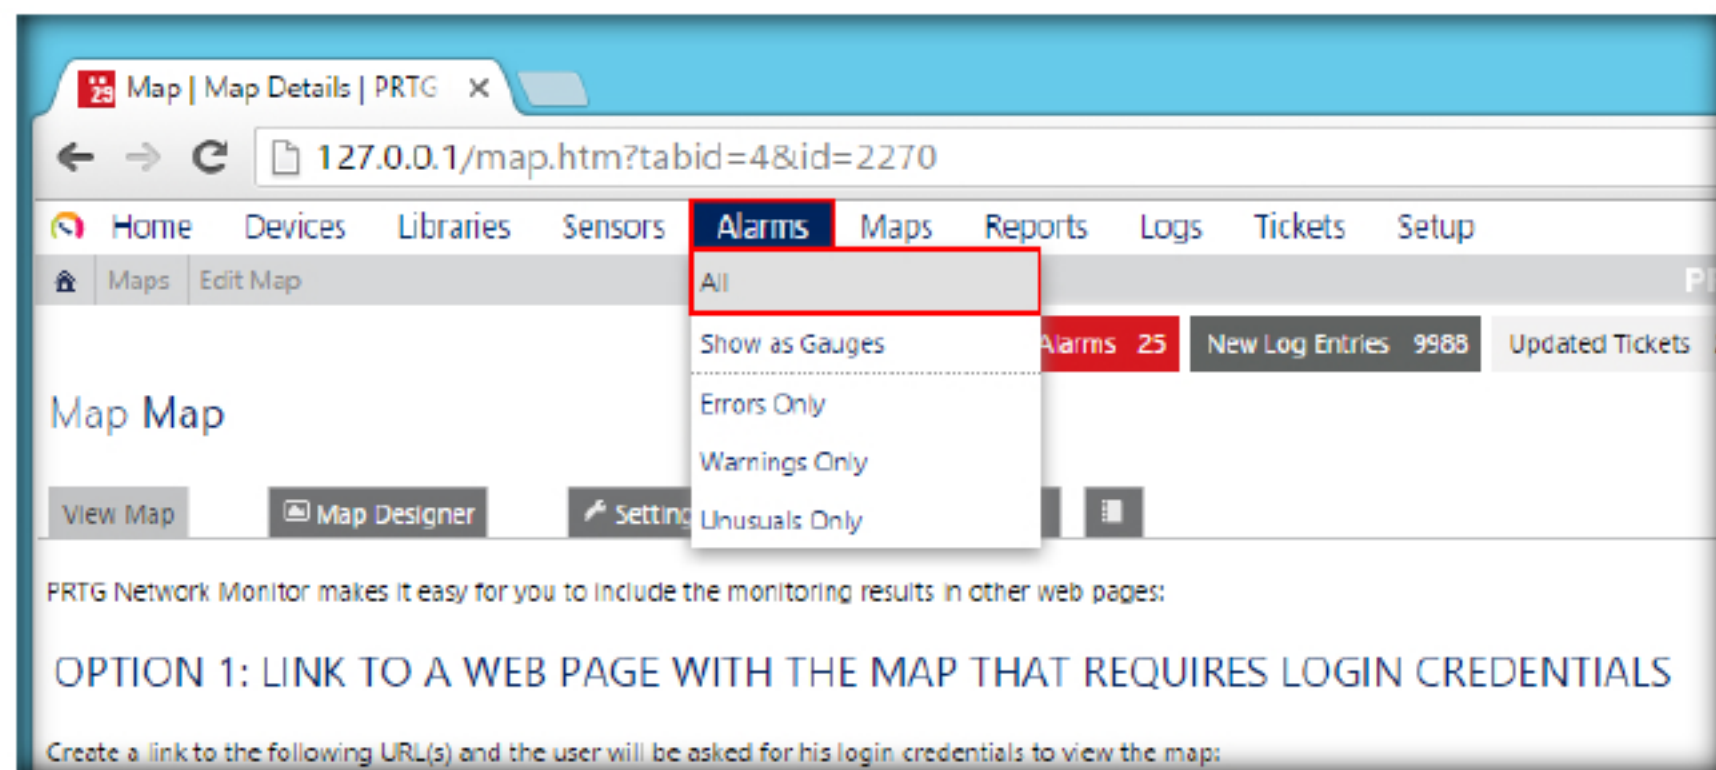 Map | Map Details | PRTG
127.0.0.1/map.htm?tabid=4&id=2270
Home Devices Libraries Sensors Alarms Maps Reports Logs Tickets Setup
Maps Edit Map
All
Show as Gauges
Alarms 25 New Log Entries 9988 Updated Tickets
Errors Only
Map Map
Warnings Only
View Map Map Designer Setting
Unusuals Only
PRTG Network Monitor makes it easy for you to include the monitoring results in other web pages:
OPTION 1: LINK TO A WEB PAGE WITH THE MAP THAT REQUIRES LOGIN CREDENTIALS
Create a link to the following URL(s) and the user will be asked for his login credentials to view the map: